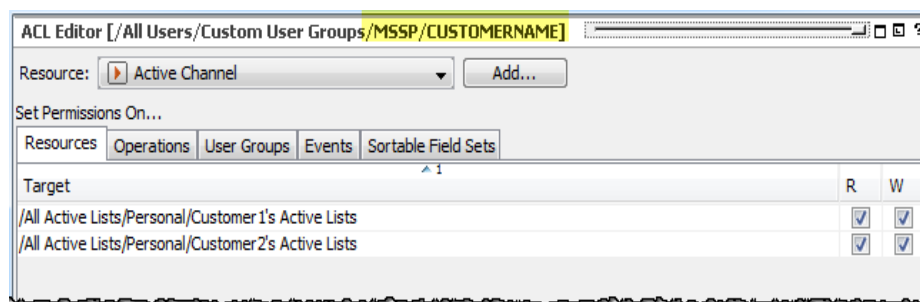 ACL Editor [/All Users/Custom User Groups/MSSP/CUSTOMERNAME]
Resource: Active Channel Add...
Set Permissions On...
Resources Operations User Groups Events Sortable Field Sets
1
Target R W
/All Active Lists/Personal/Customer1's Active Lists
/All Active Lists/Personal/Customer2's Active Lists